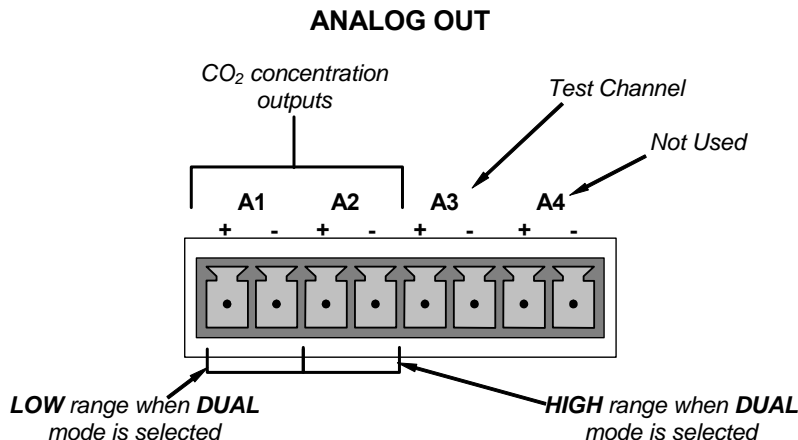 ANALOG OUT
CO₂ concentration
outputs
Test Channel
Not Used
A1 A2 A3 A4
+ - + - + - + -
LOW range when DUAL
mode is selected
HIGH range when DUAL
mode is selected